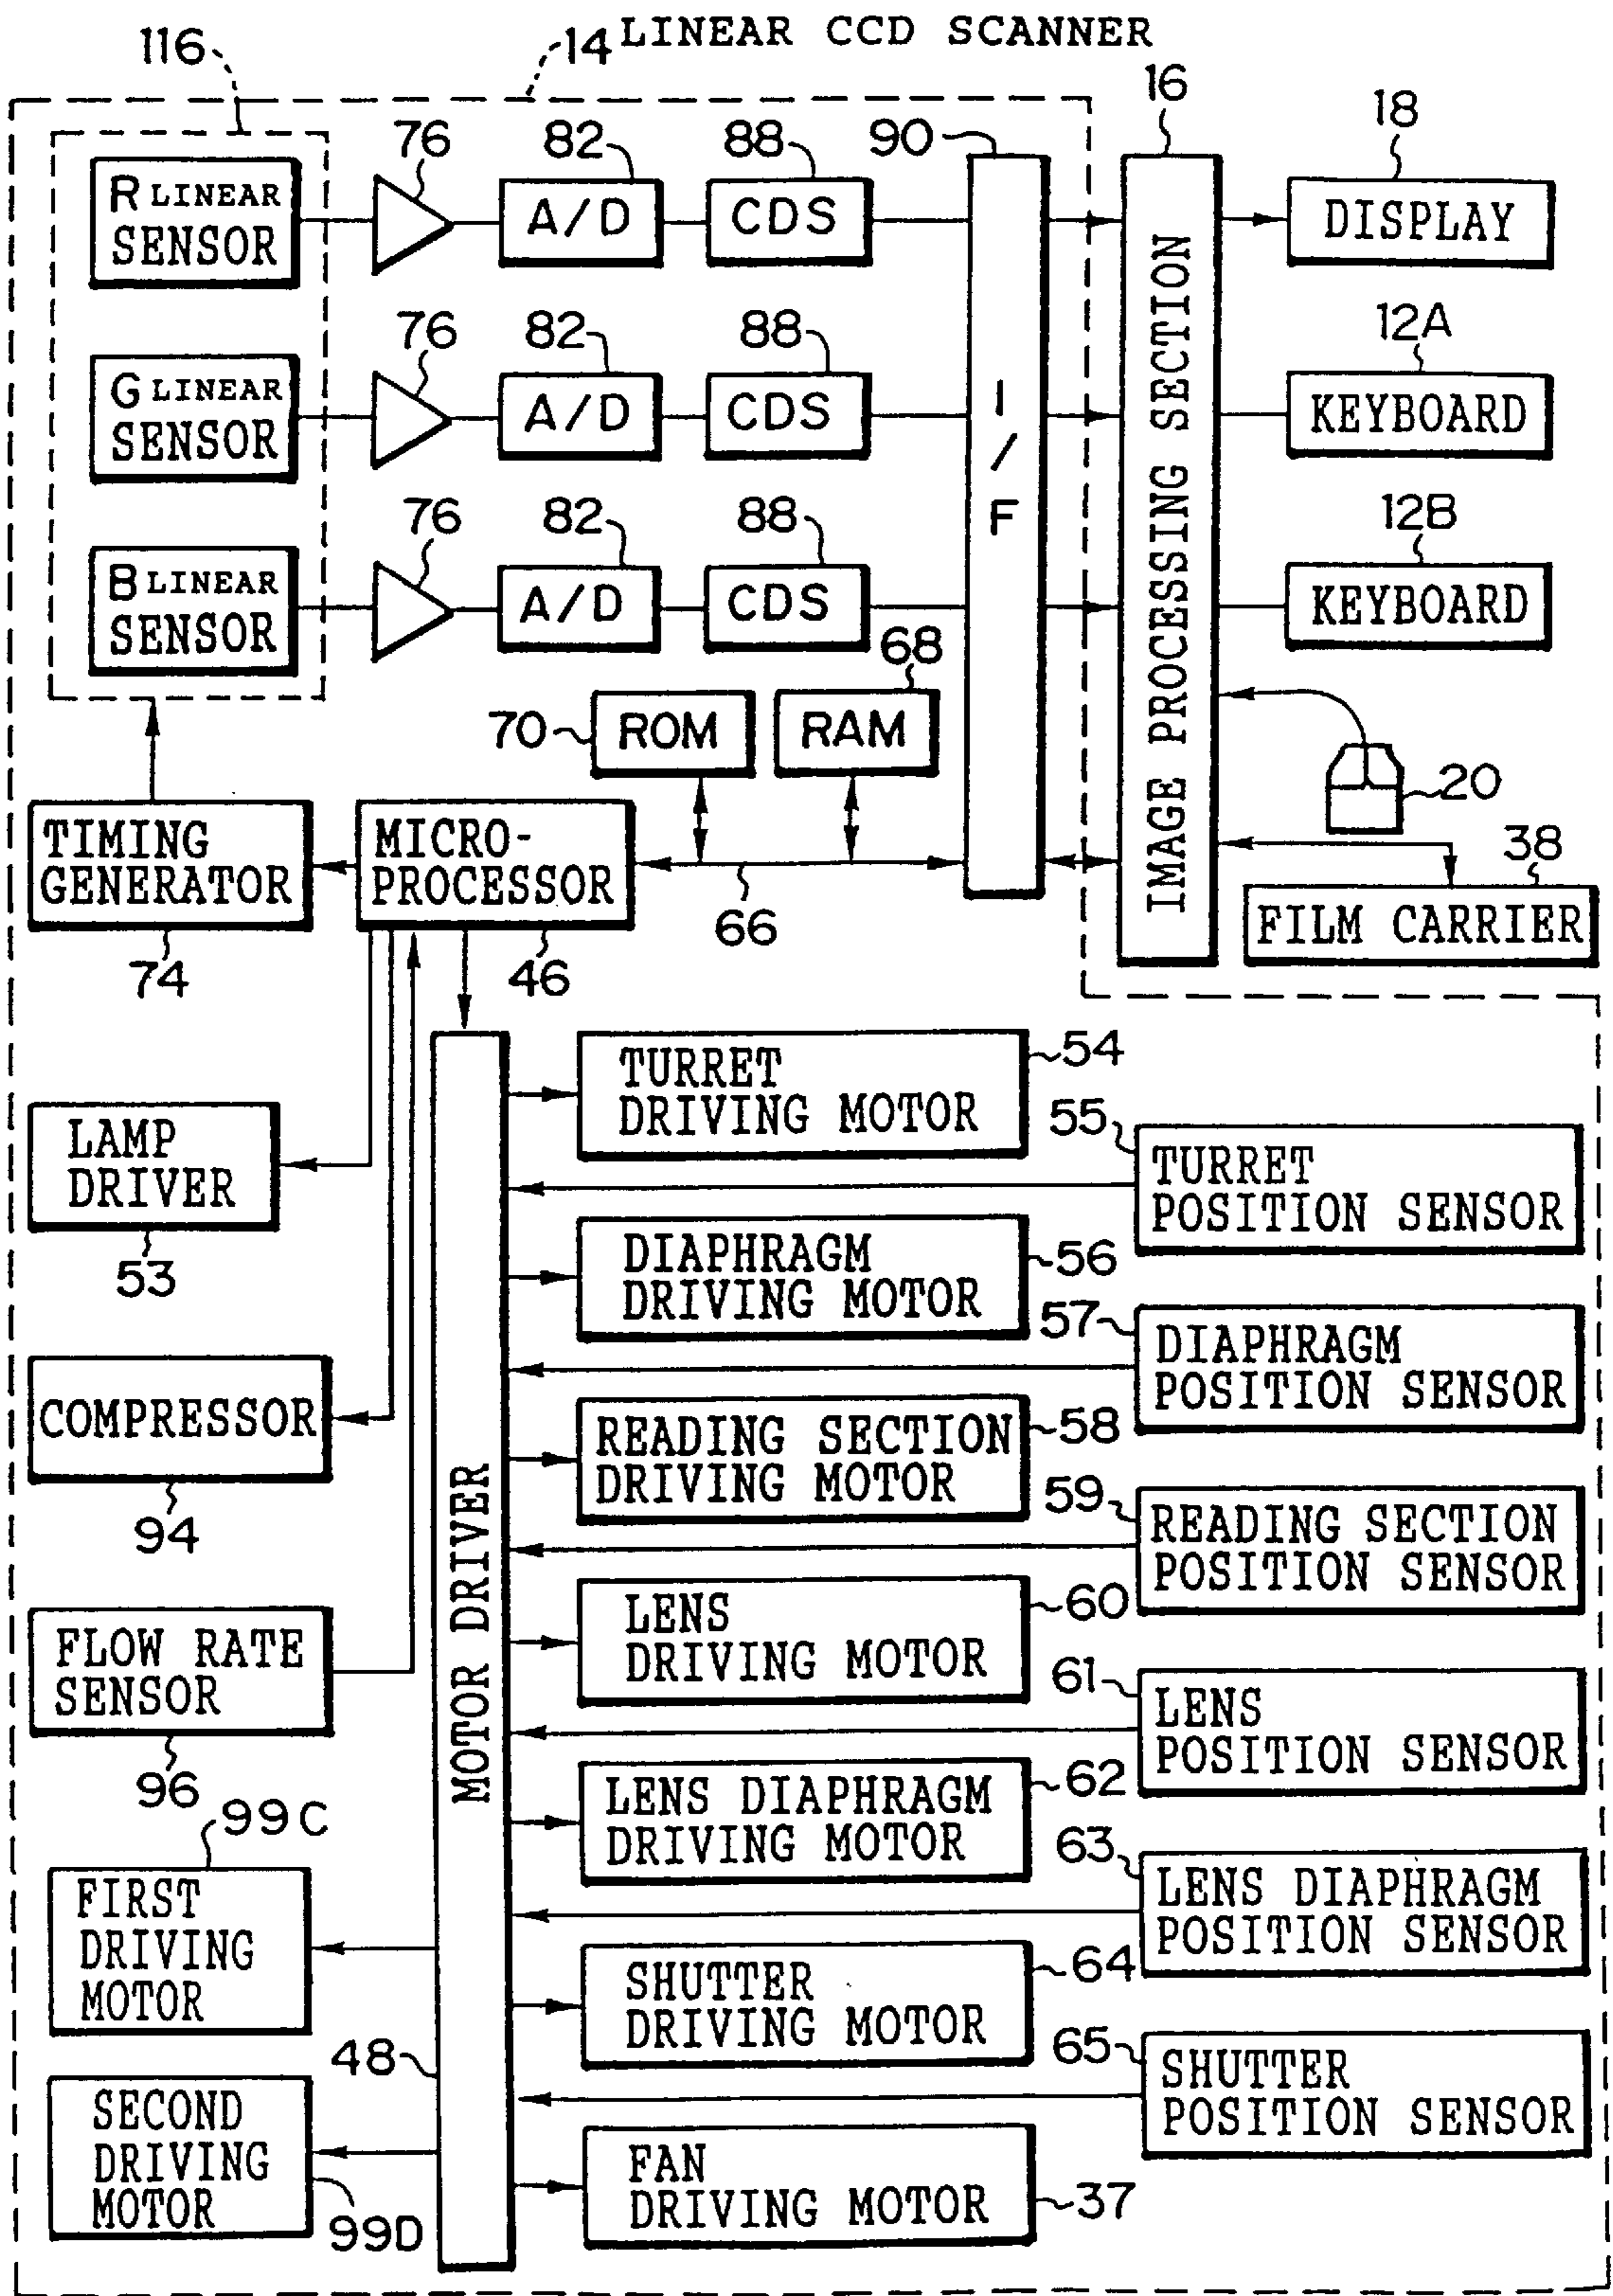 14 LINEAR CCD SCANNER
116
16
18
76
82
88
90
R LINEAR
SENSOR
A/D
CDS
DISPLAY
76
82
88
12A
G LINEAR
SENSOR
A/D
CDS
I/F
IMAGE PROCESSING SECTION
KEYBOARD
76
82
88
12B
B LINEAR
SENSOR
A/D
CDS
KEYBOARD
68
70
ROM
RAM
20
TIMING
GENERATOR
MICRO-
PROCESSOR
38
66
FILM CARRIER
74
46
TURRET
DRIVING MOTOR
54
55
LAMP
DRIVER
TURRET
POSITION SENSOR
53
DIAPHRAGM
DRIVING MOTOR
56
57
DIAPHRAGM
POSITION SENSOR
COMPRESSOR
READING SECTION
DRIVING MOTOR
58
94
59
READING SECTION
POSITION SENSOR
MOTOR DRIVER
LENS
DRIVING MOTOR
60
FLOW RATE
SENSOR
61
LENS
POSITION SENSOR
96
LENS DIAPHRAGM
DRIVING MOTOR
62
99C
63
FIRST
DRIVING
MOTOR
LENS DIAPHRAGM
POSITION SENSOR
SHUTTER
DRIVING MOTOR
64
48
65
SHUTTER
POSITION SENSOR
SECOND
DRIVING
MOTOR
FAN
DRIVING MOTOR
37
99D